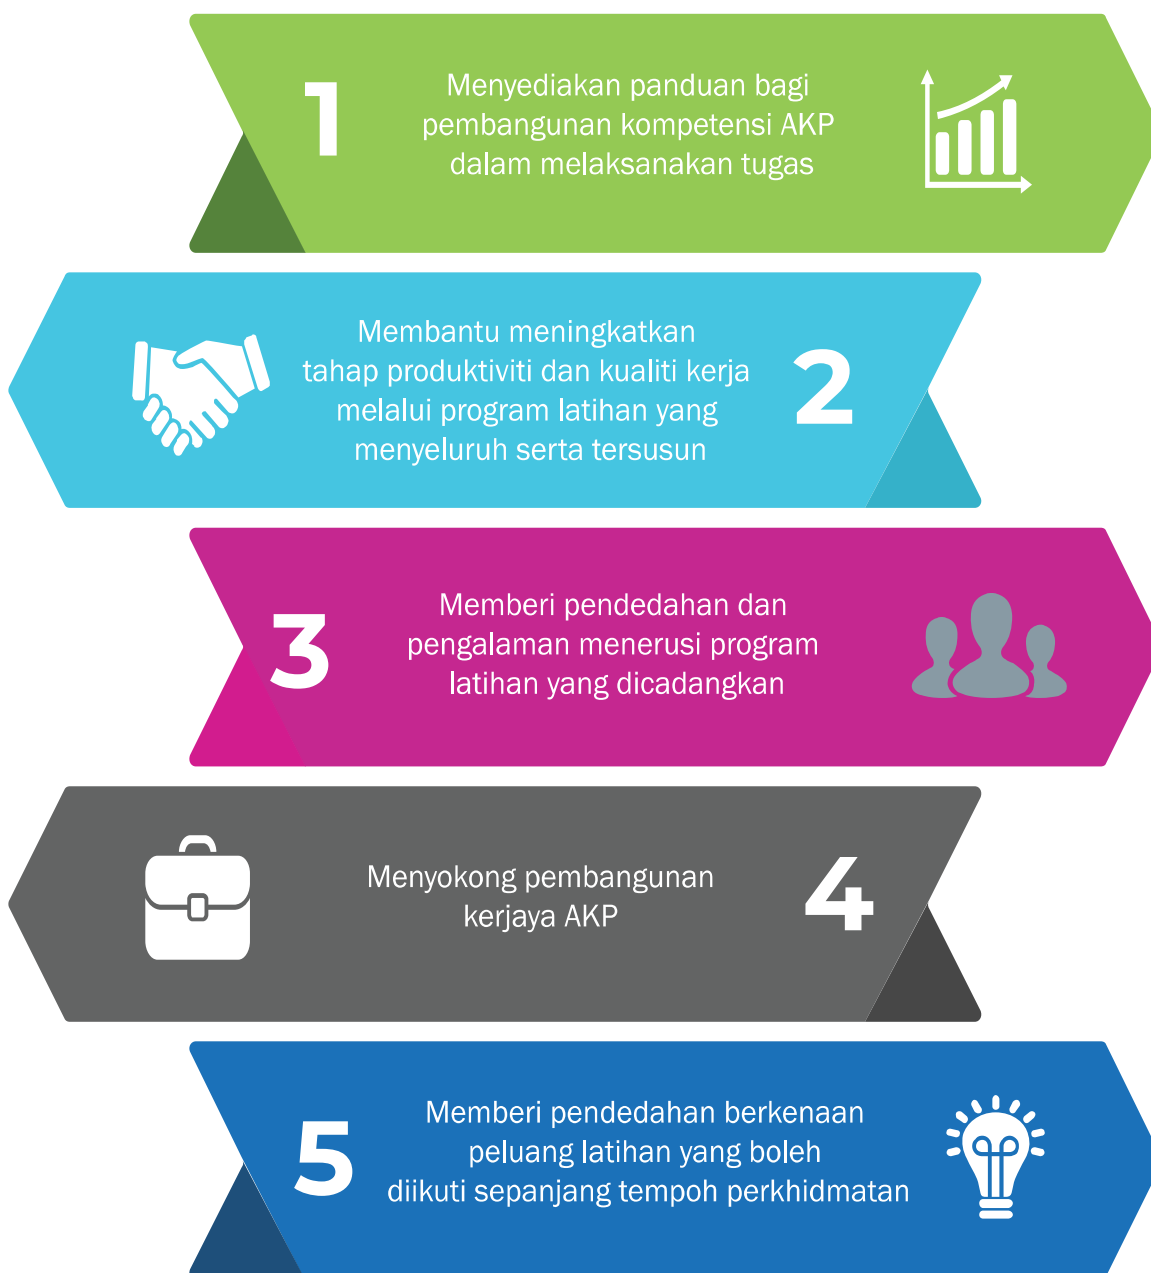 1
Menyediakan panduan bagi
pembangunan kompetensi AKP
dalam melaksanakan tugas
Membantu meningkatkan
tahap produktiviti dan kualiti kerja
melalui program latihan yang
menyeluruh serta tersusun
2
3
Memberi pendedahan dan
pengalaman menerusi program
latihan yang dicadangkan
Menyokong pembangunan
kerjaya AKP
4
5
Memberi pendedahan berkenaan
peluang latihan yang boleh
diikuti sepanjang tempoh perkhidmatan